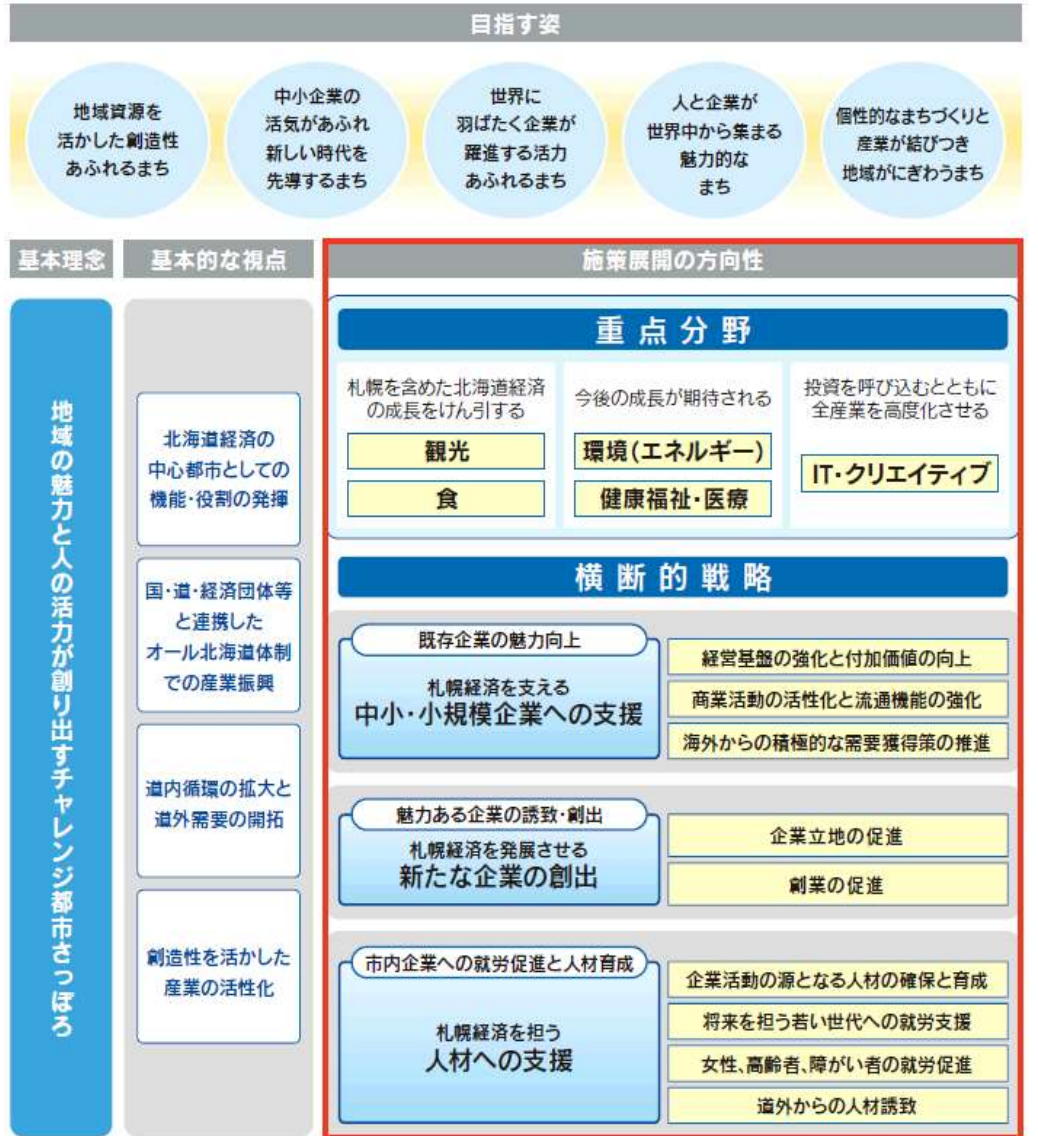 目指す姿
地域資源を
活かした創造性
あふれるまち
中小企業の
活気があふれ
新しい時代を
先導するまち
世界に
羽ばたく企業が
躍進する活力
あふれるまち
人と企業が
世界中から集まる
魅力的な
まち
個性的なまちづくりと
産業が結びつき
地域がにぎわうまち
基本理念
地域の魅力と人の活力が創り出すチャレンジ都市さっぽろ
基本的な視点
北海道経済の
中心都市としての
機能・役割の発揮
国・道・経済団体等
と連携した
オール北海道体制
での産業振興
道内循環の拡大と
道外需要の開拓
創造性を活かした
産業の活性化
施策展開の方向性
重点分野
札幌を含めた北海道経済
の成長をけん引する
観光
食
今後の成長が期待される
環境(エネルギー)
健康福祉・医療
投資を呼び込むとともに
全産業を高度化させる
IT・クリエイティブ
横断的戦略
既存企業の魅力向上
札幌経済を支える
中小・小規模企業への支援
経営基盤の強化と付加価値の向上
商業活動の活性化と流通機能の強化
海外からの積極的な需要獲得策の推進
魅力ある企業の誘致・創出
札幌経済を発展させる
新たな企業の創出
企業立地の促進
創業の促進
市内企業への就労促進と人材育成
札幌経済を担う
人材への支援
企業活動の源となる人材の確保と育成
将来を担う若い世代への就労支援
女性、高齢者、障がい者の就労促進
道外からの人材誘致